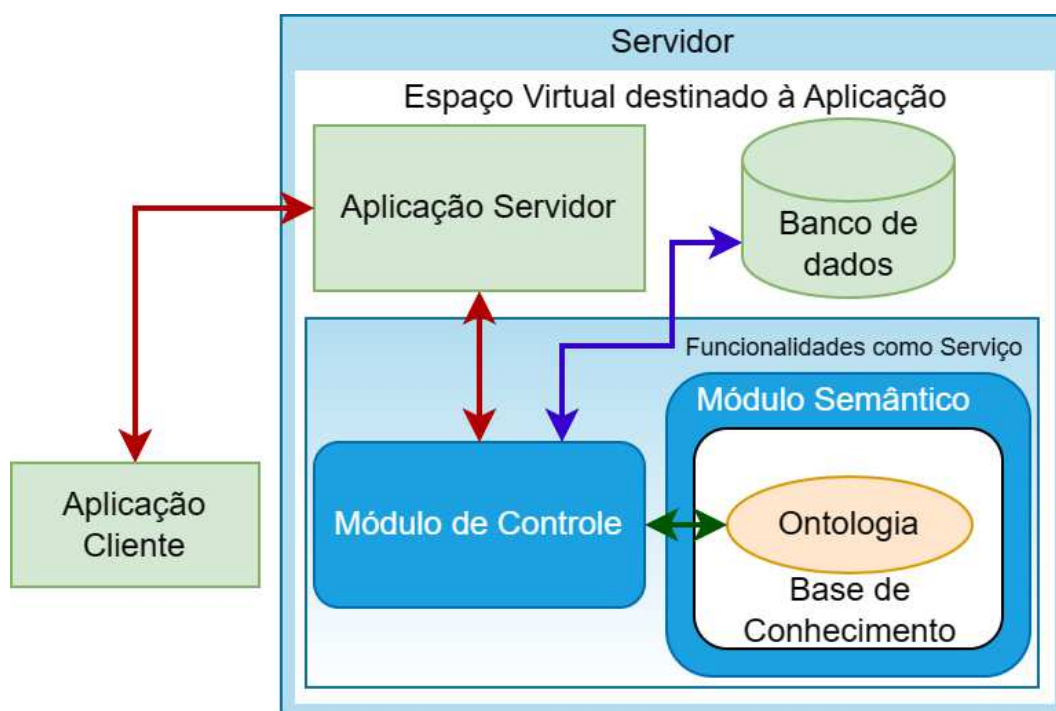 Servidor
Espaço Virtual destinado à Aplicação
Aplicação Servidor
Banco de
dados
Funcionalidades como Serviço
Módulo Semântico
Aplicação
Cliente
Módulo de Controle
Ontologia
Base de
Conhecimento